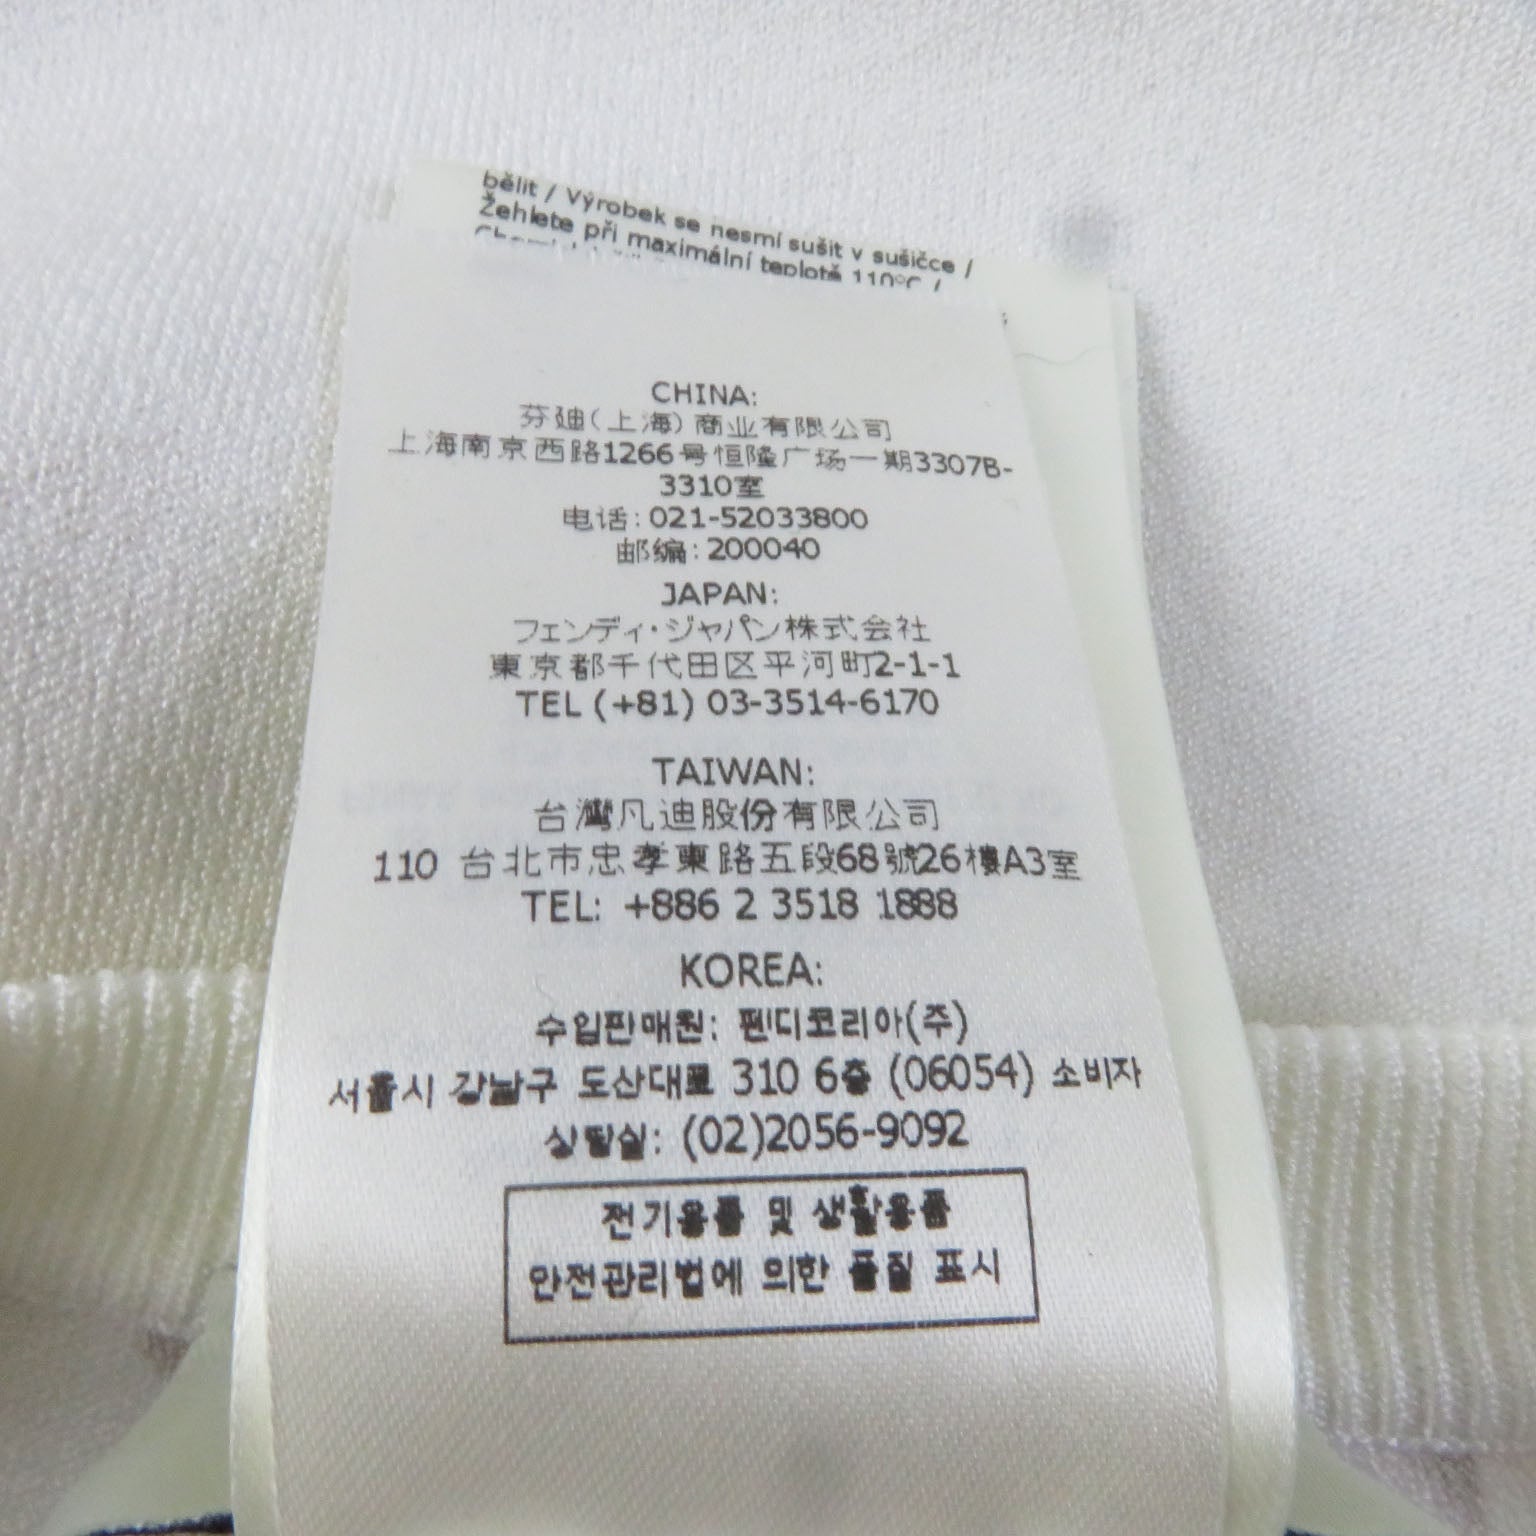 bělit / Výrobek se nesmí sušit v sušičce /
Žehlete při maximální teplotě 110°C /
CHINA:
芬迪(上海)商业有限公司
上海南京西路1266号恒隆广场一期3307B-
3310室
电话:021-52033800
邮编:200040
JAPAN:
フェンディ・ジャパン株式会社
東京都千代田区平河町2-1-1
TEL (+81) 03-3514-6170
TAIWAN:
台灣凡迪股份有限公司
110 台北市忠孝東路五段68號26樓A3室
TEL: +886 2 3518 1888
KOREA:
수입판매원: 펜디코리아(주)
서울시 강남구 도산대로 310 6층 (06054) 소비자
상담실: (02)2056-9092
전기용품 및 생활용품
안전관리법에 의한 품질 표시